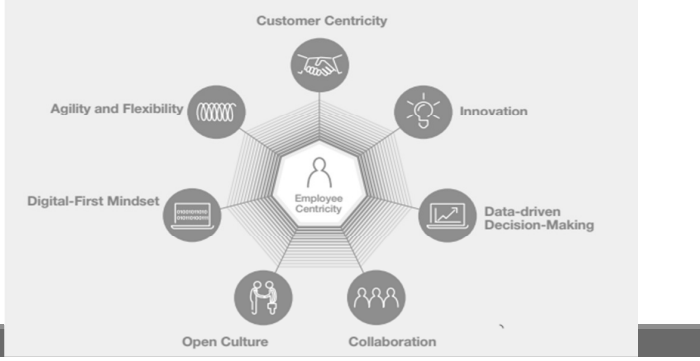 Customer Centricity
Agility and Flexibility
Innovation
Employee
Centricity
Digital-First Mindset
Data-driven
Decision-Making
Open Culture
Collaboration